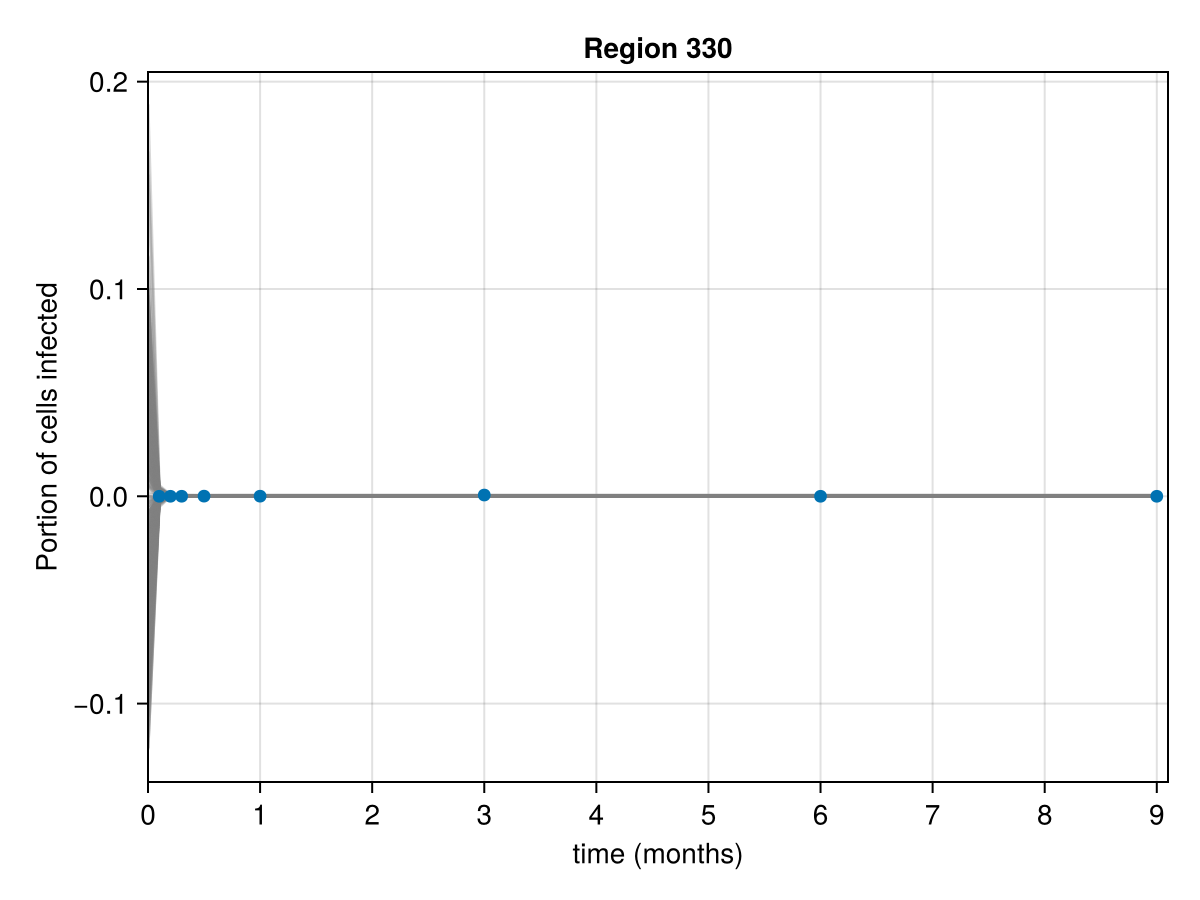 Region 330
0.2
0.1
0.0
−0.1
Portion of cells infected
0 1 2 3 4 5 6 7 8 9
time (months)